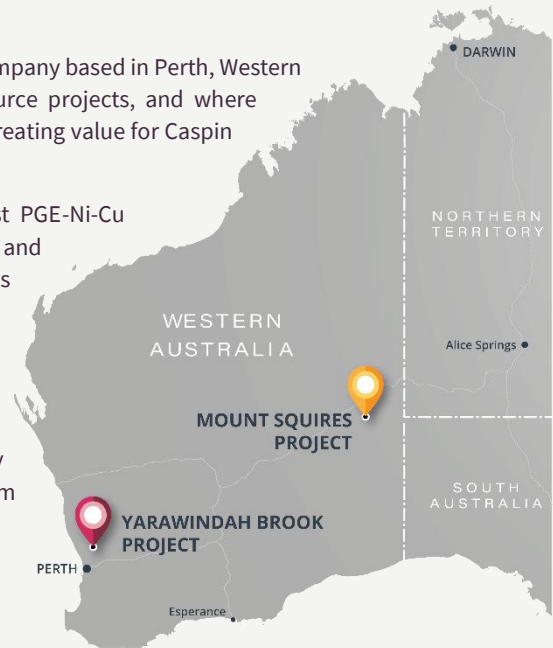 mpany based in Perth, Western
urce projects, and where
reating value for Caspin
st PGE-Ni-Cu
and
s
y
m
DARWIN
NORTHERN
TERRITORY
WESTERN
AUSTRALIA
Alice Springs
MOUNT SQUIRES
PROJECT
SOUTH
AUSTRALIA
YARAWINDAH BROOK
PROJECT
PERTH
Esperance